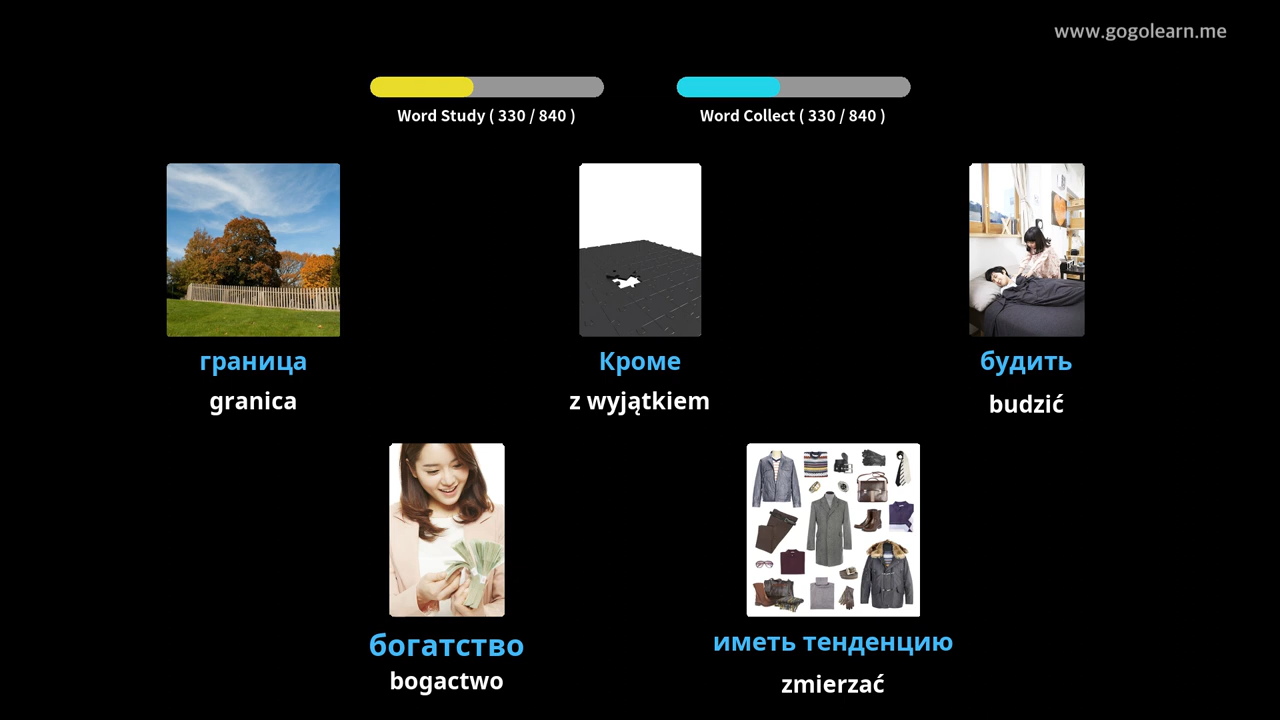 www.gogolearn.me
Word Study ( 330 / 840 )
Word Collect ( 330 / 840 )
граница
granica
Кроме
z wyjątkiem
будить
budzić
богатство
bogactwo
иметь тенденцию
zmierzać